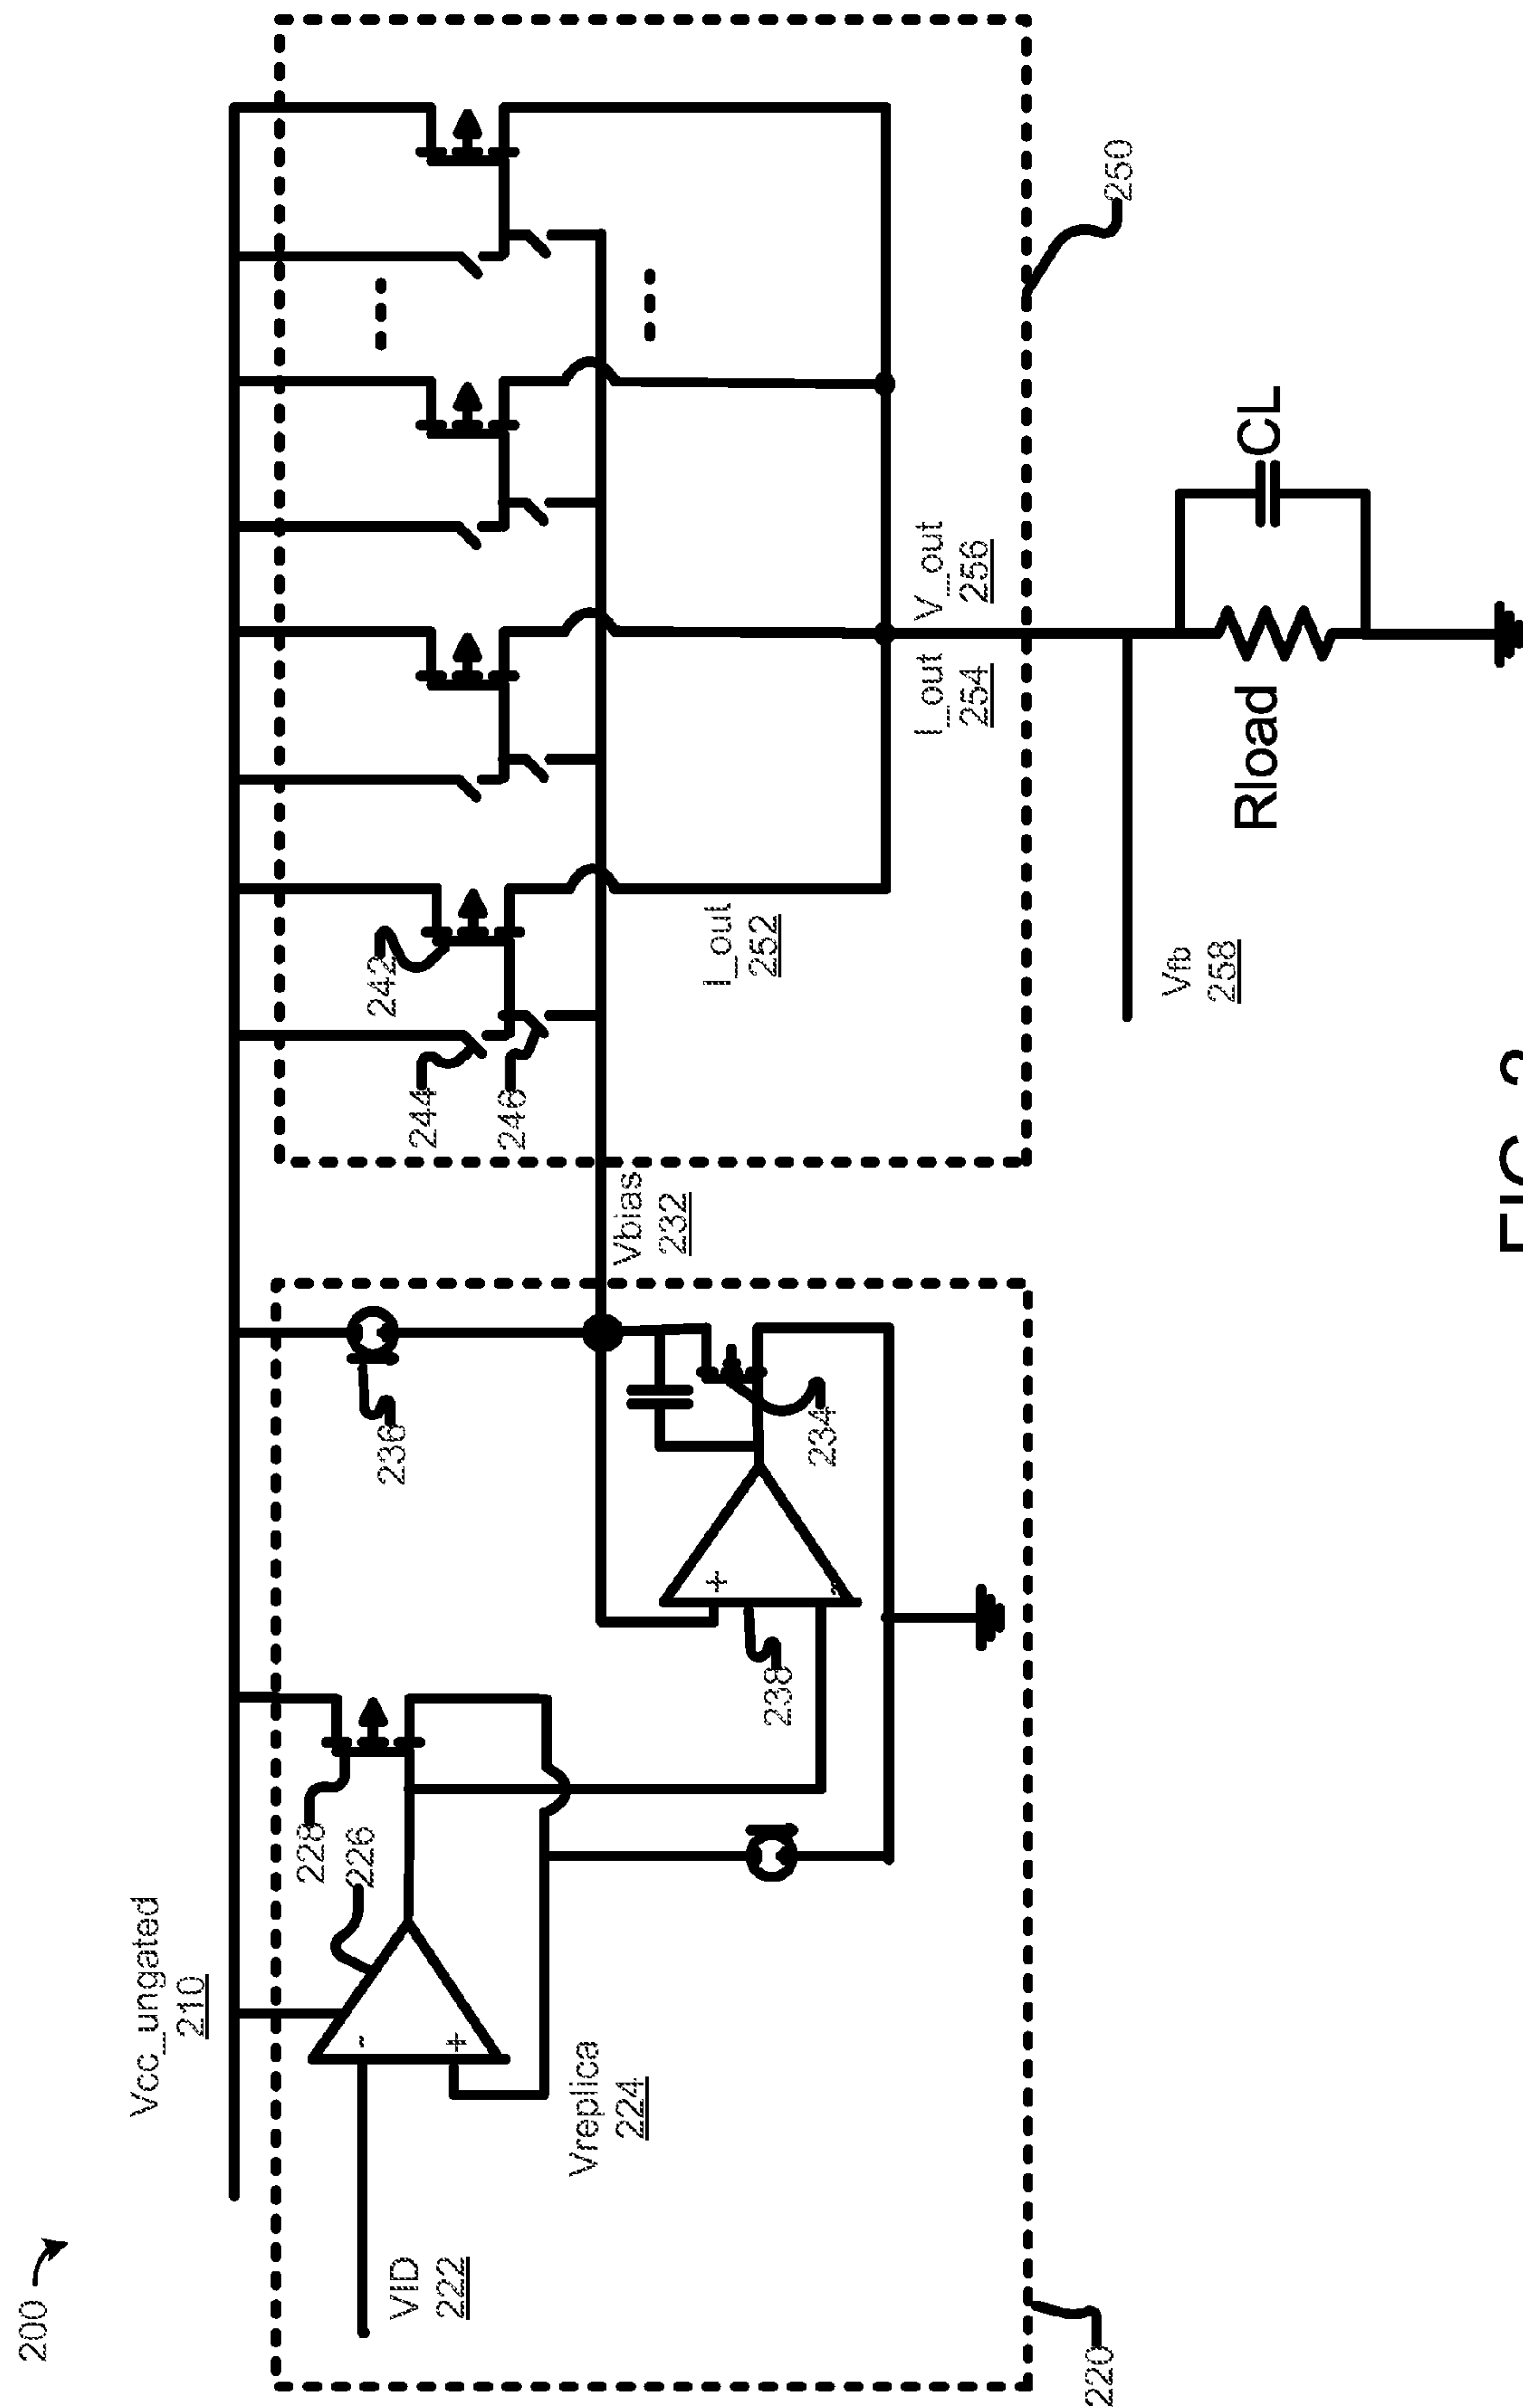 200
Vcc_ungated
210
VID
222
Vreplica
224
-
+
226
228
220
238
+
-
234
236
Vbias
232
244
246
242
I_out
252
I_out
254
V_out
256
250
Vfb
258
Rload
CL